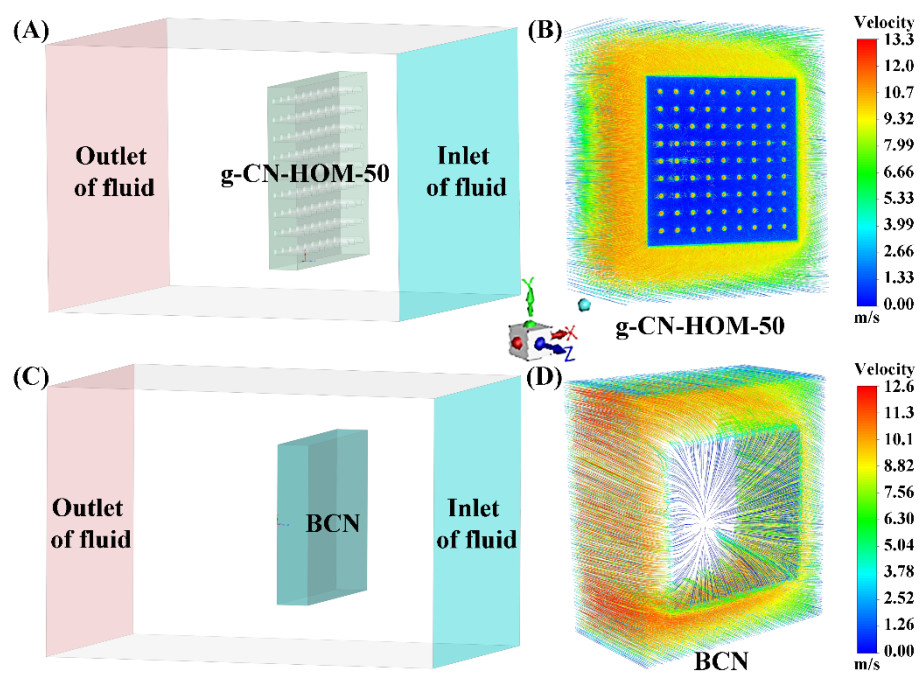 (A)
Outlet
of fluid
g-CN-HOM-50
Inlet
of fluid
(B)
Velocity
13.3
12.0
10.7
9.32
7.99
6.66
5.33
4.00
2.66
1.33
0.00
m/s
g-CN-HOM-50
Y
X
Z
(C)
Outlet
of fluid
BCN
Inlet
of fluid
(D)
Velocity
12.6
11.3
10.1
8.82
7.56
6.30
5.04
3.78
2.52
1.26
0.00
m/s
BCN